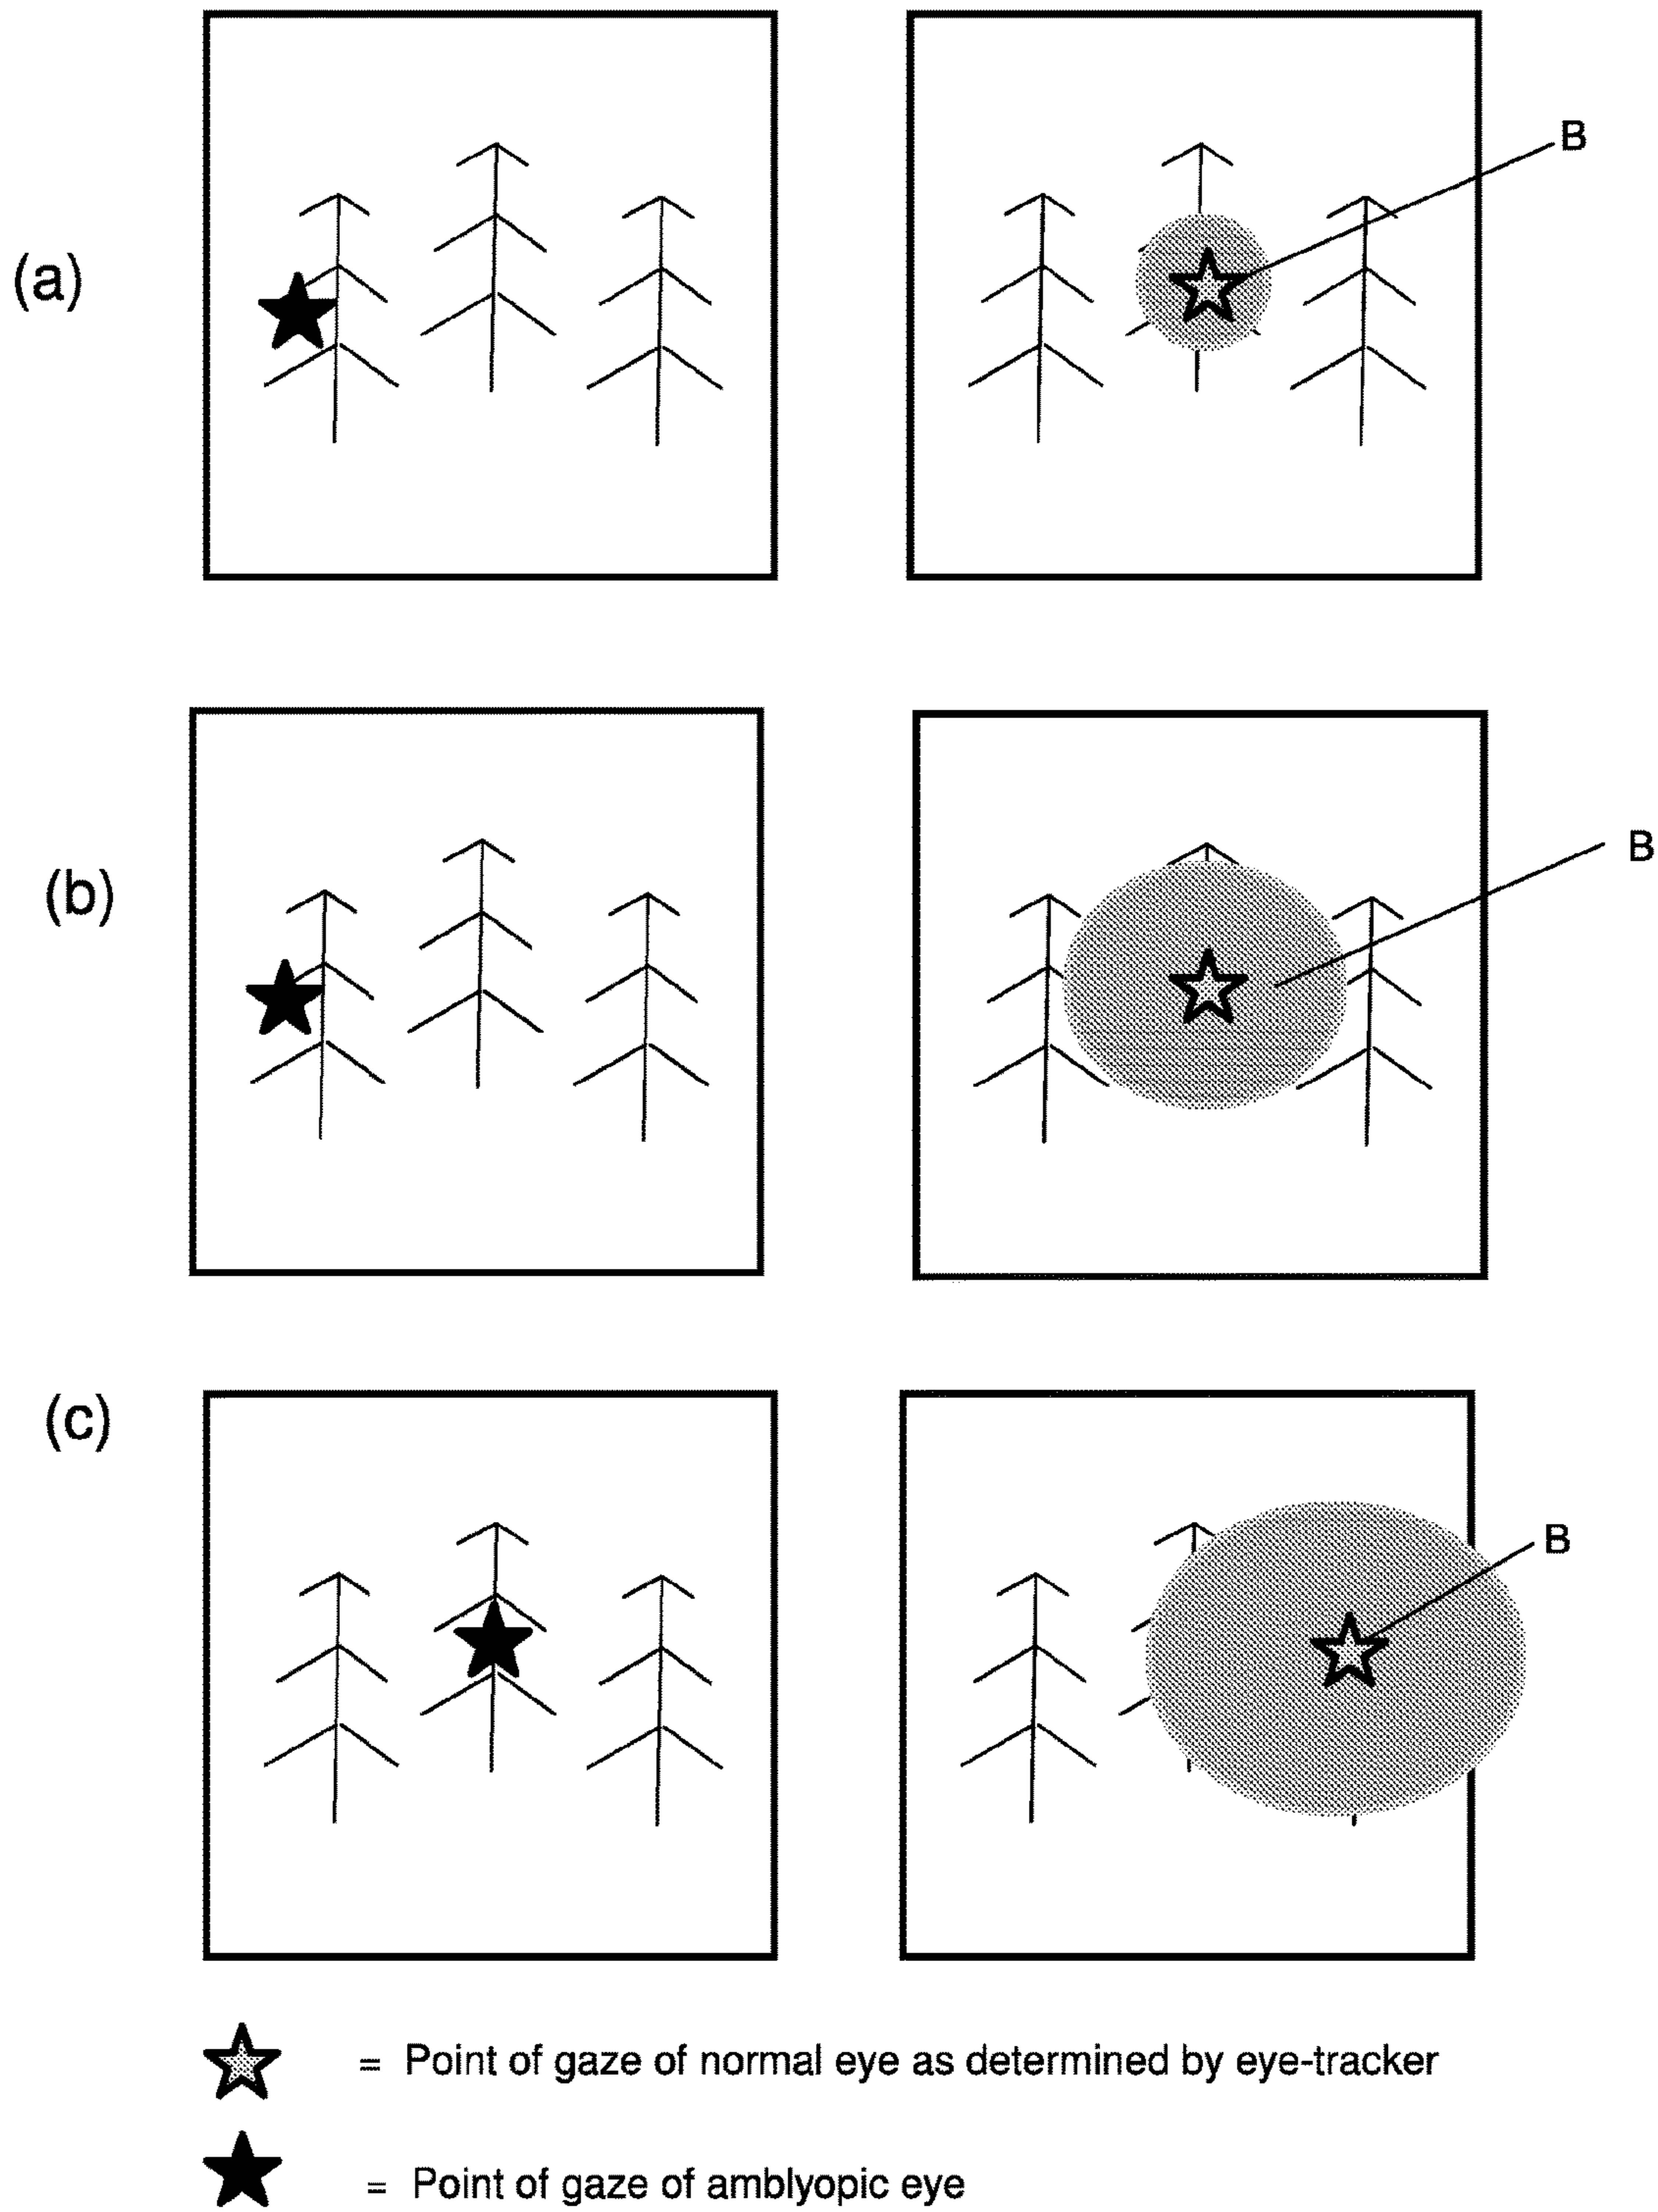 (a)
B
(b)
B
(c)
B
= Point of gaze of normal eye as determined by eye-tracker
= Point of gaze of amblyopic eye